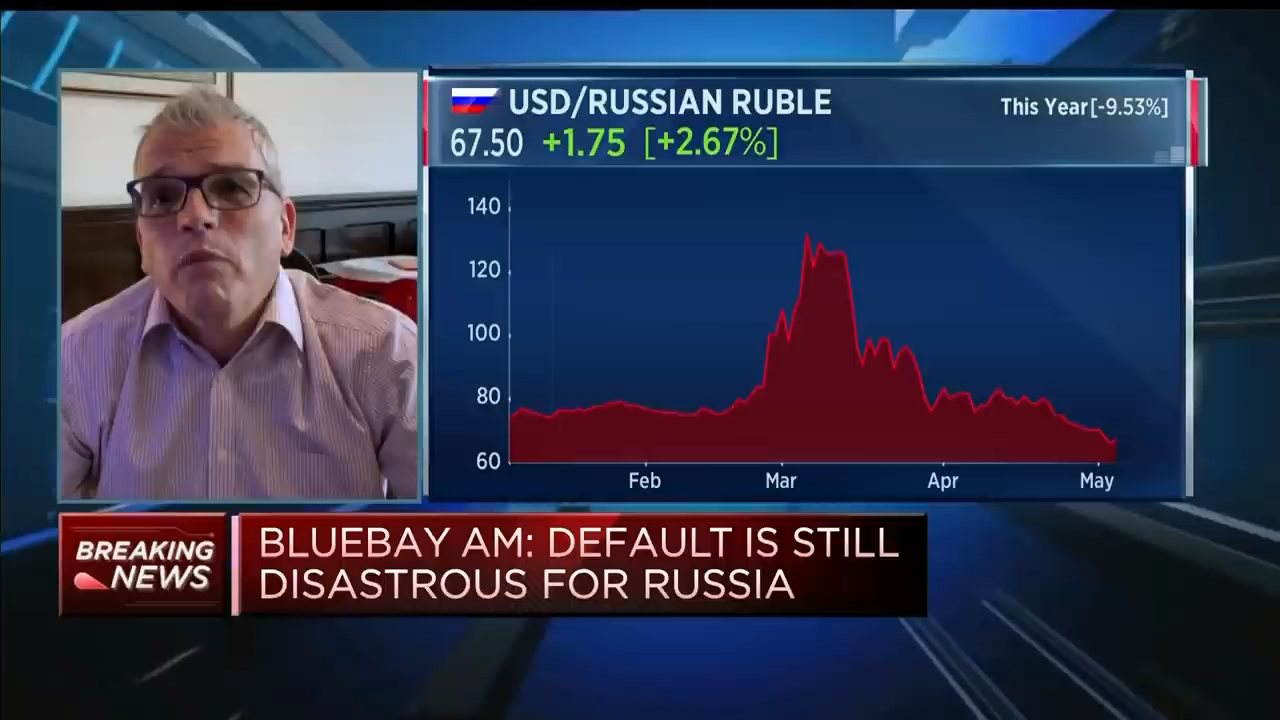 USD/RUSSIAN RUBLE
This Year[-9.53%]
67.50 +1.75 [+2.67%]
140
120
100
80
60
Feb Mar Apr May
BREAKING
NEWS
BLUEBAY AM: DEFAULT IS STILL
DISASTROUS FOR RUSSIA